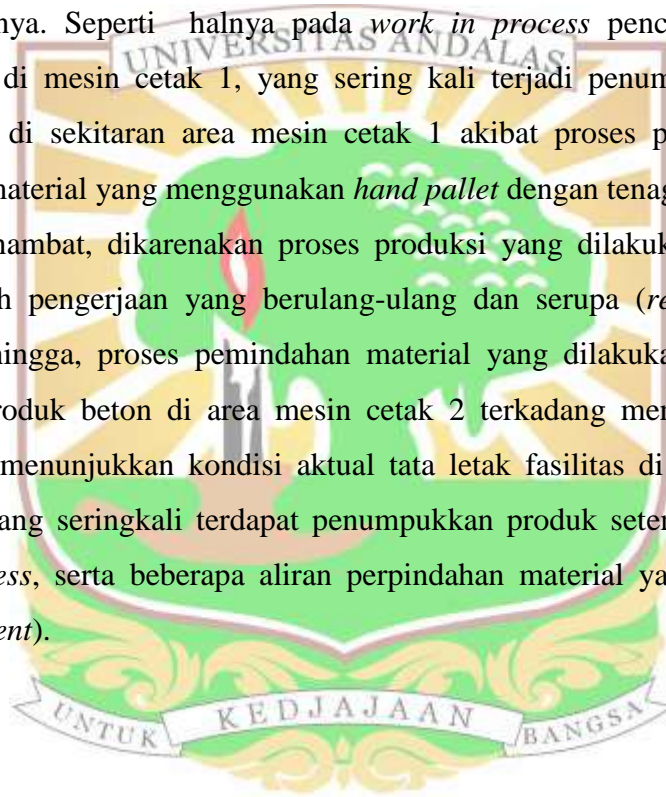 nya. Seperti halnya pada work in process penc
UNIVERSITAS ANDALAS
di mesin cetak 1, yang sering kali terjadi penum
di sekitaran area mesin cetak 1 akibat proses p
material yang menggunakan hand pallet dengan tenag
hambat, dikarenakan proses produksi yang dilakuk
h pengerjaan yang berulang-ulang dan serupa (re
hingga, proses pemindahan material yang dilakuka
roduk beton di area mesin cetak 2 terkadang men
menunjukkan kondisi aktual tata letak fasilitas di
ang seringkali terdapat penumpukkan produk seten
ess, serta beberapa aliran perpindahan material ya
ent).
UNTUK KEDJAJAAN BANGSA